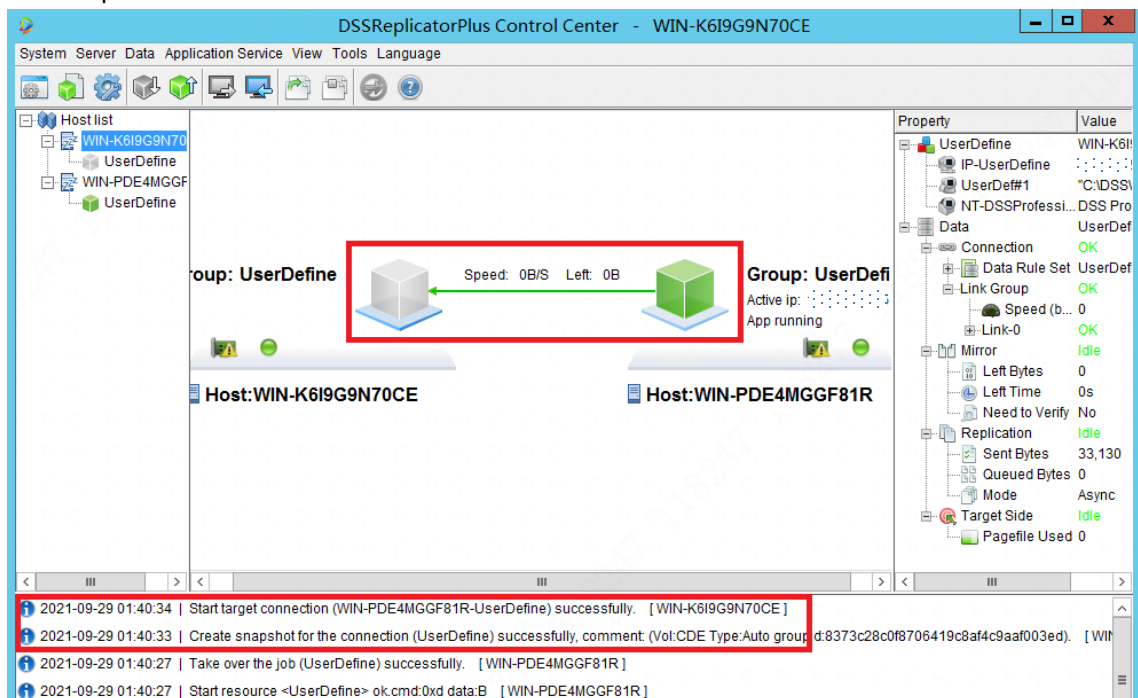 DSSReplicatorPlus Control Center - WIN-K6I9G9N70CE
System Server Data Application Service View Tools Language
Host list
WIN-K6I9G9N70
UserDefine
WIN-PDE4MGGF
UserDefine
roup: UserDefine
Speed: 0B/S Left: 0B
Group: UserDefi
Active ip:
App running
Host:WIN-K6I9G9N70CE
Host:WIN-PDE4MGGF81R
Property Value
UserDefine WIN-K6I
IP-UserDefine
UserDef#1 "C:\DSS\
NT-DSSProfessi... DSS Pro
Data UserDef
Connection OK
Data Rule Set UserDef
Link Group OK
Speed (b... 0
Link-0 OK
Mirror Idle
Left Bytes 0
Left Time 0s
Need to Verify No
Replication Idle
Sent Bytes 33,130
Queued Bytes 0
Mode Async
Target Side Idle
Pagefile Used 0
2021-09-29 01:40:34 | Start target connection (WIN-PDE4MGGF81R-UserDefine) successfully. [ WIN-K6I9G9N70CE ]
2021-09-29 01:40:33 | Create snapshot for the connection (UserDefine) successfully, comment: (Vol:CDE Type:Auto group d:8373c28c0f8706419c8af4c9aaf003ed). [ WIN
2021-09-29 01:40:27 | Take over the job (UserDefine) successfully. [ WIN-PDE4MGGF81R ]
2021-09-29 01:40:27 | Start resource <UserDefine> ok.cmd:0xd data:B [ WIN-PDE4MGGF81R ]